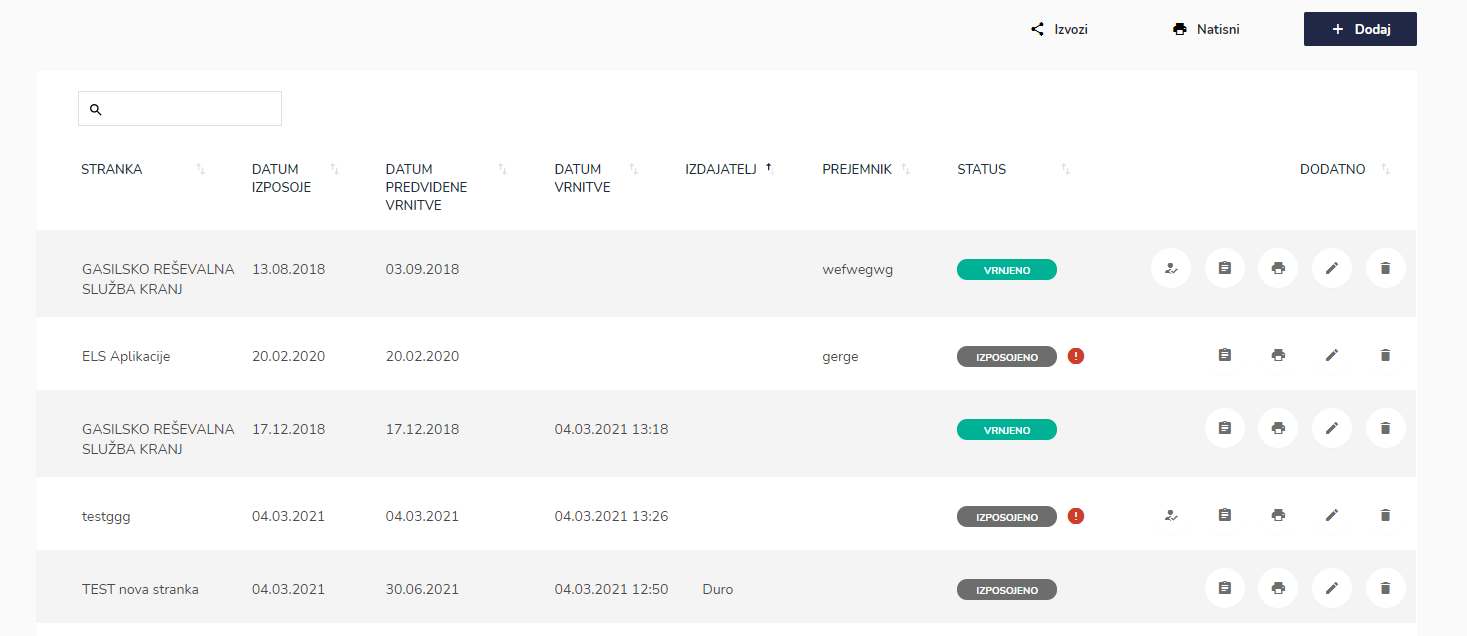 Izvozi Natisni + Dodaj
STRANKA DATUM IZPOSOJE DATUM PREDVIDENE VRNITVE DATUM VRNITVE IZDAJATELJ PREJEMNIK STATUS DODATNO
GASILSKO REŠEVALNA SLUŽBA KRANJ 13.08.2018 03.09.2018 wefwegwg VRNJENO
ELS Aplikacije 20.02.2020 20.02.2020 gerge IZPOSOJENO
GASILSKO REŠEVALNA SLUŽBA KRANJ 17.12.2018 17.12.2018 04.03.2021 13:18 VRNJENO
testggg 04.03.2021 04.03.2021 04.03.2021 13:26 IZPOSOJENO
TEST nova stranka 04.03.2021 30.06.2021 04.03.2021 12:50 Duro IZPOSOJENO